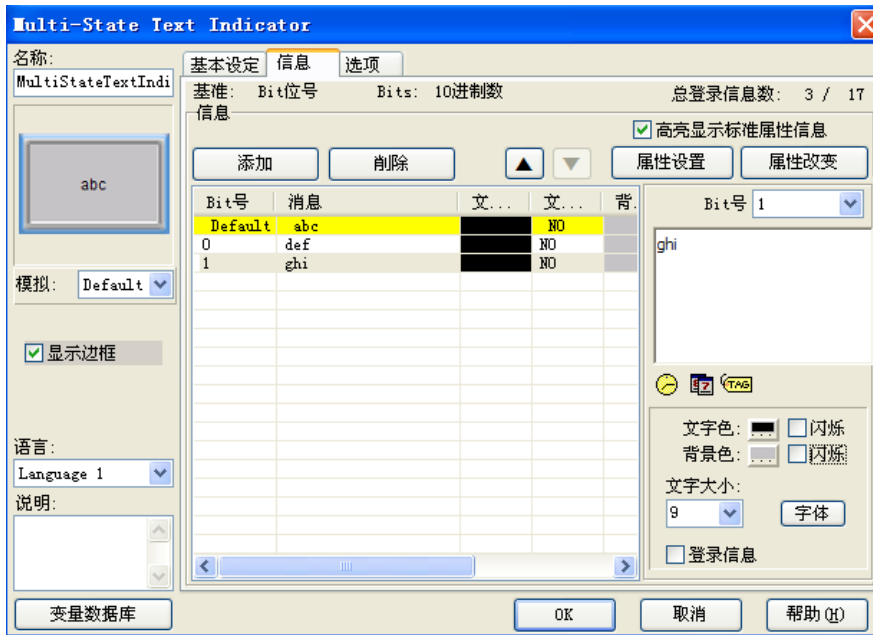 Multi-State Text Indicator
名称:
MultiStateTextIndi
abc
模拟: Default
显示边框
语言:
Language 1
说明:
变量数据库
基本设定 信息 选项
基准: Bit位号 Bits: 10进制数 总登录信息数: 3 / 17
信息
高亮显示标准属性信息
添加 削除 属性设置 属性改变
Bit号 消息 文... 文... 背.
Default abc NO
0 def NO
1 ghi NO
Bit号 1
ghi
TAG
文字色: ... 闪烁
背景色: ... 闪烁
文字大小:
9 字体
登录信息
OK 取消 帮助(H)